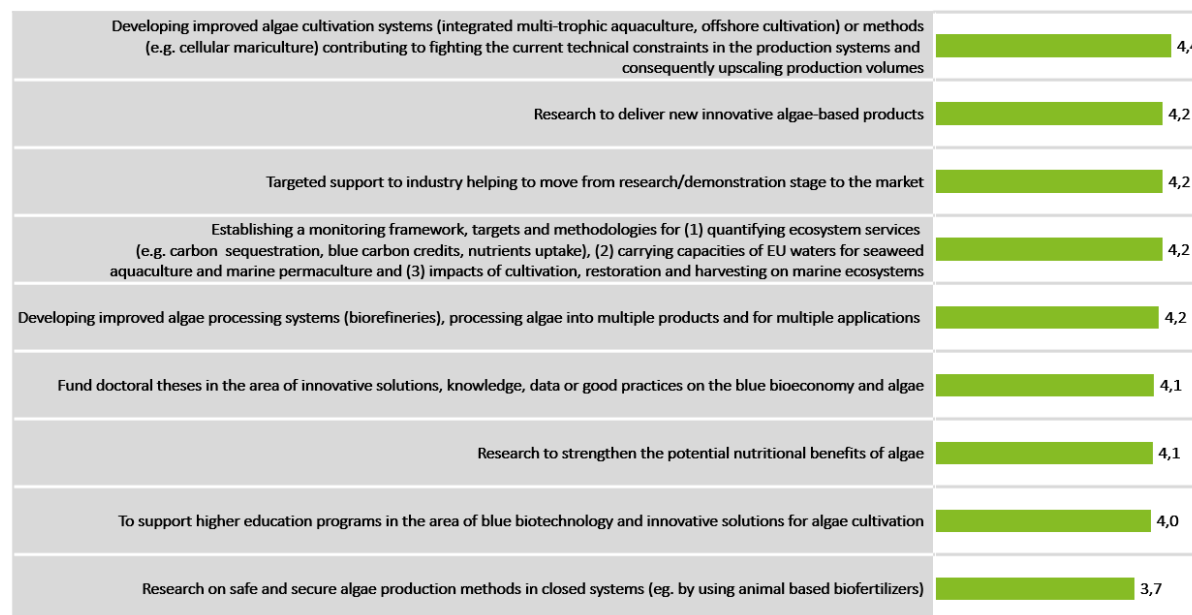 Developing improved algae cultivation systems (integrated multi-trophic aquaculture, offshore cultivation) or methods
(e.g. cellular mariculture) contributing to fighting the current technical constraints in the production systems and
consequently upscaling production volumes
4,4
Research to deliver new innovative algae-based products
4,2
Targeted support to industry helping to move from research/demonstration stage to the market
4,2
Establishing a monitoring framework, targets and methodologies for (1) quantifying ecosystem services
(e.g. carbon sequestration, blue carbon credits, nutrients uptake), (2) carrying capacities of EU waters for seaweed
aquaculture and marine permaculture and (3) impacts of cultivation, restoration and harvesting on marine ecosystems
4,2
Developing improved algae processing systems (biorefineries), processing algae into multiple products and for multiple applications
4,2
Fund doctoral theses in the area of innovative solutions, knowledge, data or good practices on the blue bioeconomy and algae
4,1
Research to strengthen the potential nutritional benefits of algae
4,1
To support higher education programs in the area of blue biotechnology and innovative solutions for algae cultivation
4,0
Research on safe and secure algae production methods in closed systems (eg. by using animal based biofertilizers)
3,7